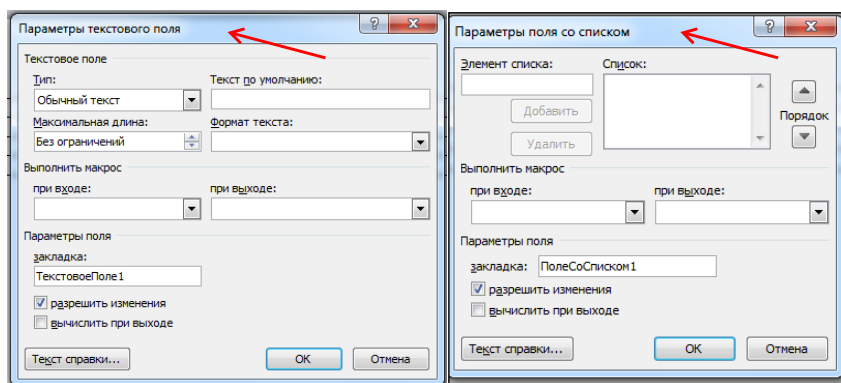 Параметры текстового поля
Текстовое поле
Тип:
Текст по умолчанию:
Обычный текст
Максимальная длина:
Формат текста:
Без ограничений
Выполнить макрос
при входе:
при выходе:
Параметры поля
закладка:
ТекстовоеПоле1
разрешить изменения
вычислить при выходе
Текст справки...
ОК
Отмена
Параметры поля со списком
Элемент списка:
Список:
Добавить
Порядок
Удалить
Выполнить макрос
при входе:
при выходе:
Параметры поля
закладка: ПолеСоСписком1
разрешить изменения
вычислить при выходе
Текст справки...
ОК
Отмена